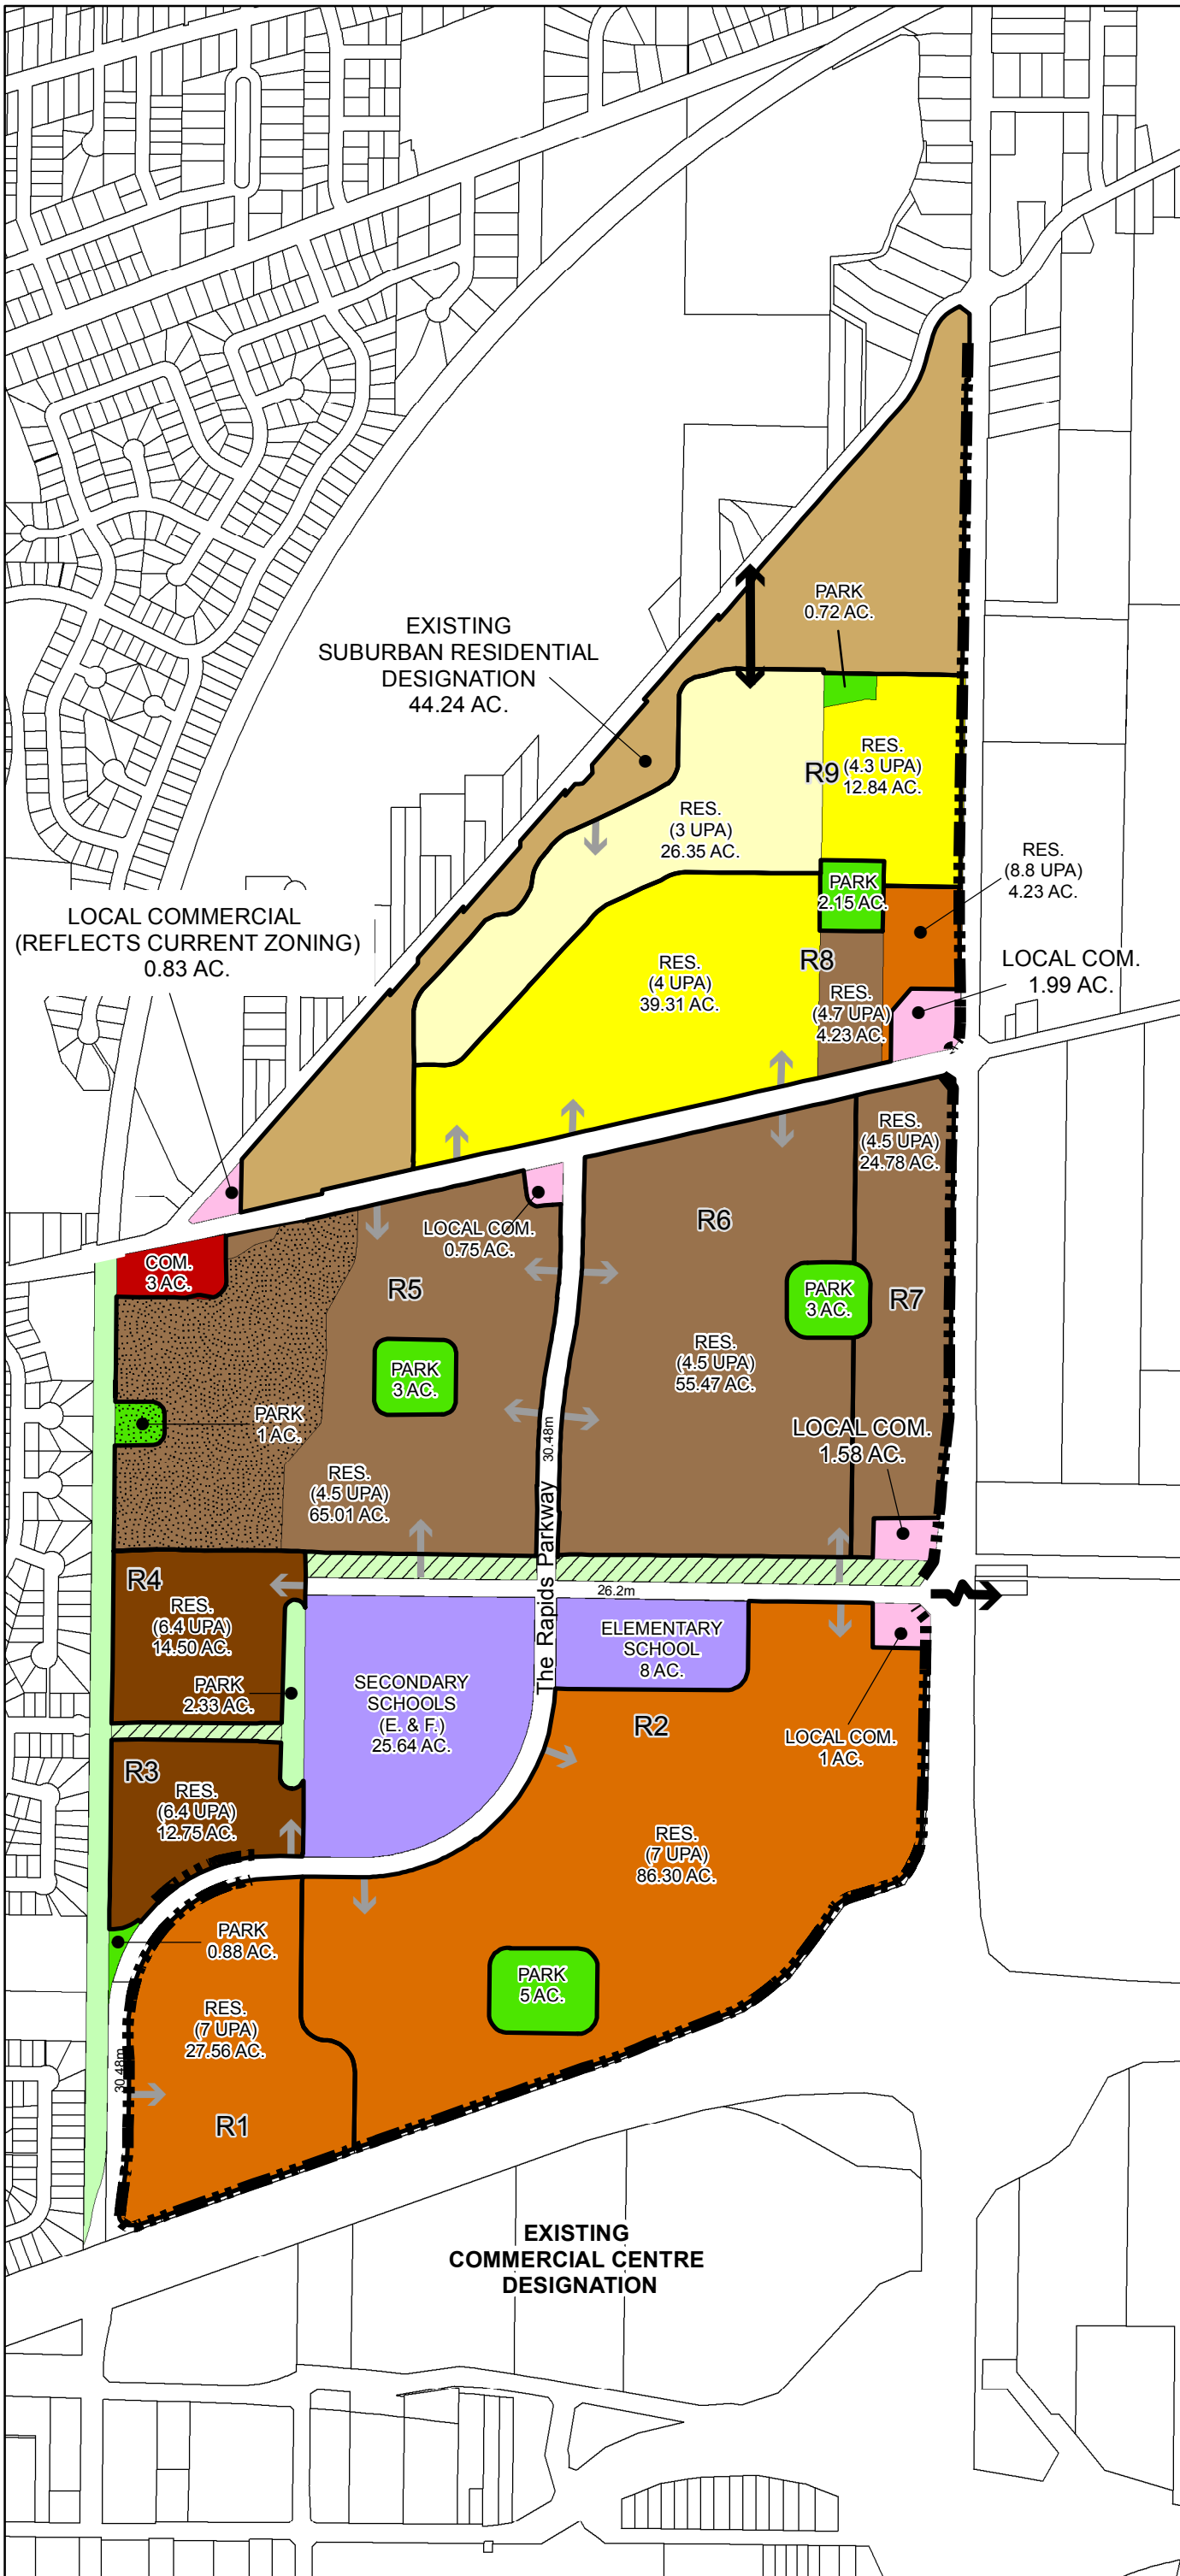 PARK
0.72 AC.
EXISTING
SUBURBAN RESIDENTIAL
DESIGNATION
44.24 AC.
RES.
(4.3 UPA)
12.84 AC.
R9
RES.
(3 UPA)
26.35 AC.
RES.
(8.8 UPA)
4.23 AC.
PARK
2.15 AC.
LOCAL COMMERCIAL
(REFLECTS CURRENT ZONING)
0.83 AC.
R8
LOCAL COM.
1.99 AC.
RES.
(4 UPA)
39.31 AC.
RES.
(4.7 UPA)
4.23 AC.
RES.
(4.5 UPA)
24.78 AC.
R6
LOCAL COM.
0.75 AC.
COM.
3 AC.
R5
PARK
3 AC.
R7
RES.
(4.5 UPA)
55.47 AC.
PARK
3 AC.
PARK
1 AC.
LOCAL COM.
1.58 AC.
RES.
(4.5 UPA)
65.01 AC.
30.48m
The Rapids Parkway
R4
26.2m
RES.
(6.4 UPA)
14.50 AC.
ELEMENTARY
SCHOOL
8 AC.
PARK
2.33 AC.
SECONDARY
SCHOOLS
(E. & F.)
25.64 AC.
R2
LOCAL COM.
1 AC.
R3
RES.
(6.4 UPA)
12.75 AC.
RES.
(7 UPA)
86.30 AC.
PARK
0.88 AC.
PARK
5 AC.
RES.
(7 UPA)
27.56 AC.
30.48m
R1
EXISTING
COMMERCIAL CENTRE
DESIGNATION